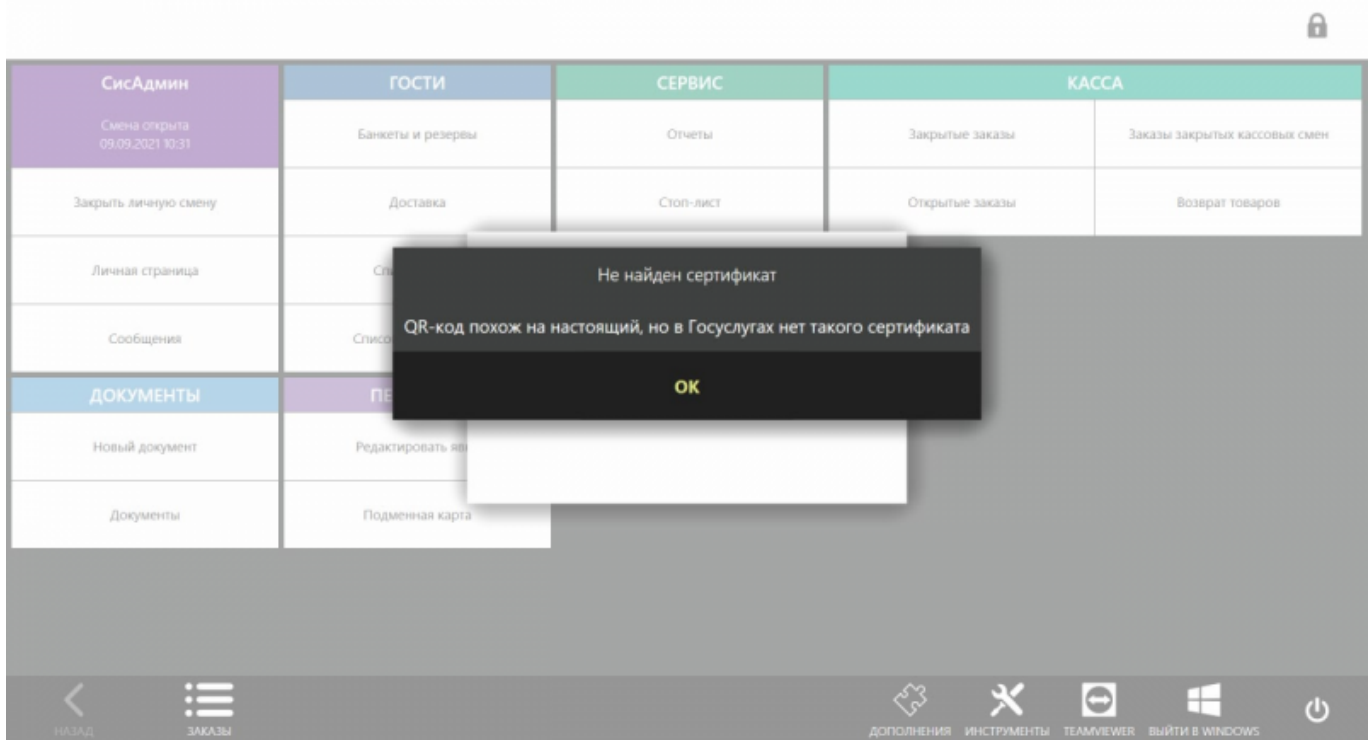 СисАдмин
Смена открыта
09.09.2021 10:31
Закрыть личную смену
Личная страница
Сообщения
ГОСТИ
Банкеты и резервы
Доставка
СЕРВИС
Отчеты
Стоп-лист
КАССА
Закрытые заказы
Заказы закрытых кассовых смен
Открытые заказы
Возврат товаров
Не найден сертификат
QR-код похож на настоящий, но в Госуслугах нет такого сертификата
OK
ДОКУМЕНТЫ
Новый документ
Документы
Редактировать
Подменная карта
НАЗАД
ЗАКАЗЫ
ДОПОЛНЕНИЯ
ИНСТРУМЕНТЫ
TEAMVIEWER
ВЫЙТИ В WINDOWS